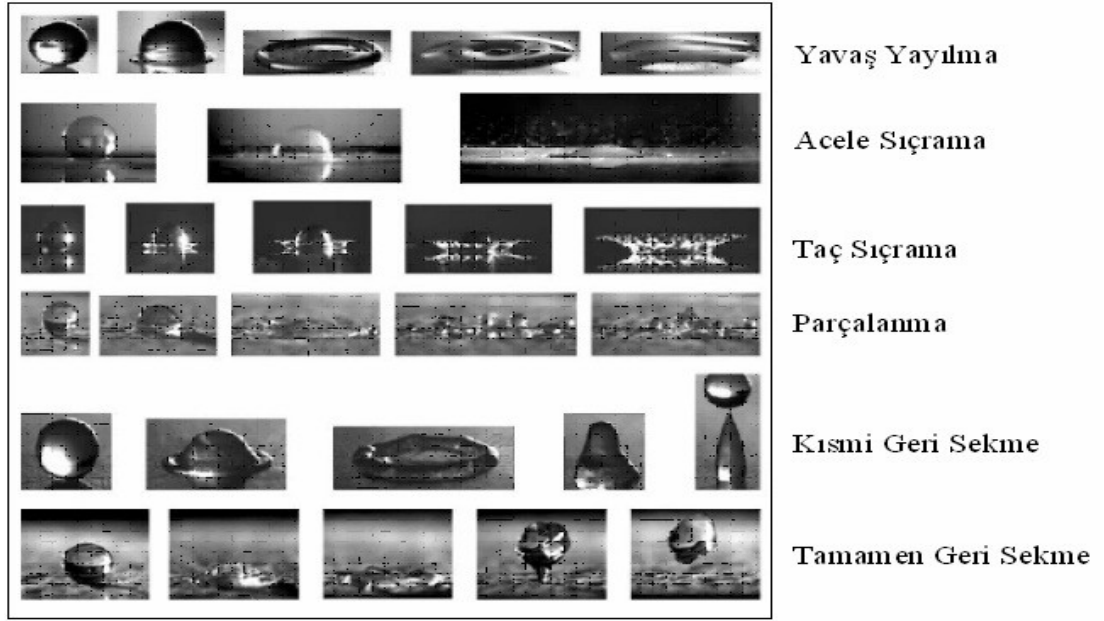 Yavaş Yayılma
Acele Sıçrama
Taç Sıçrama
Parçalanma
Kısmi Geri Sekme
Tamamen Geri Sekme